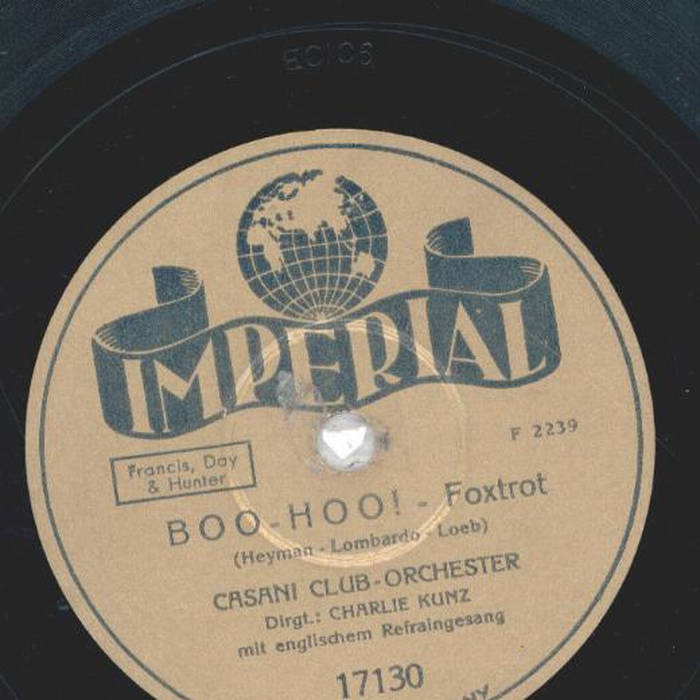 IMPERIAL
F 2239
Francis, Day
& Hunter
BOO-HOO! - Foxtrot
(Heyman - Lombardo - Loeb)
CASANI CLUB-ORCHESTER
Dirgt.: CHARLIE KUNZ
mit englischem Refraingesang
17130